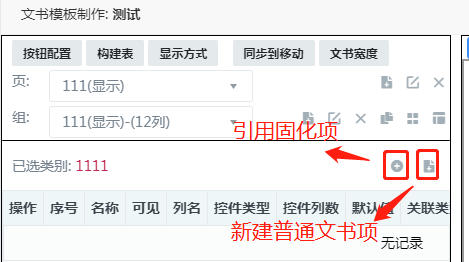 文书模板制作: 测试
按钮配置 构建表 显示方式 同步到移动 文书宽度
页: 111(显示)
组: 111(显示)-(12列)
引用固化项
已选类别: 1111
操作 序号 名称 可见 列名 控件类型 控件列数 默认值 关联类
新建普通文书项
无记录